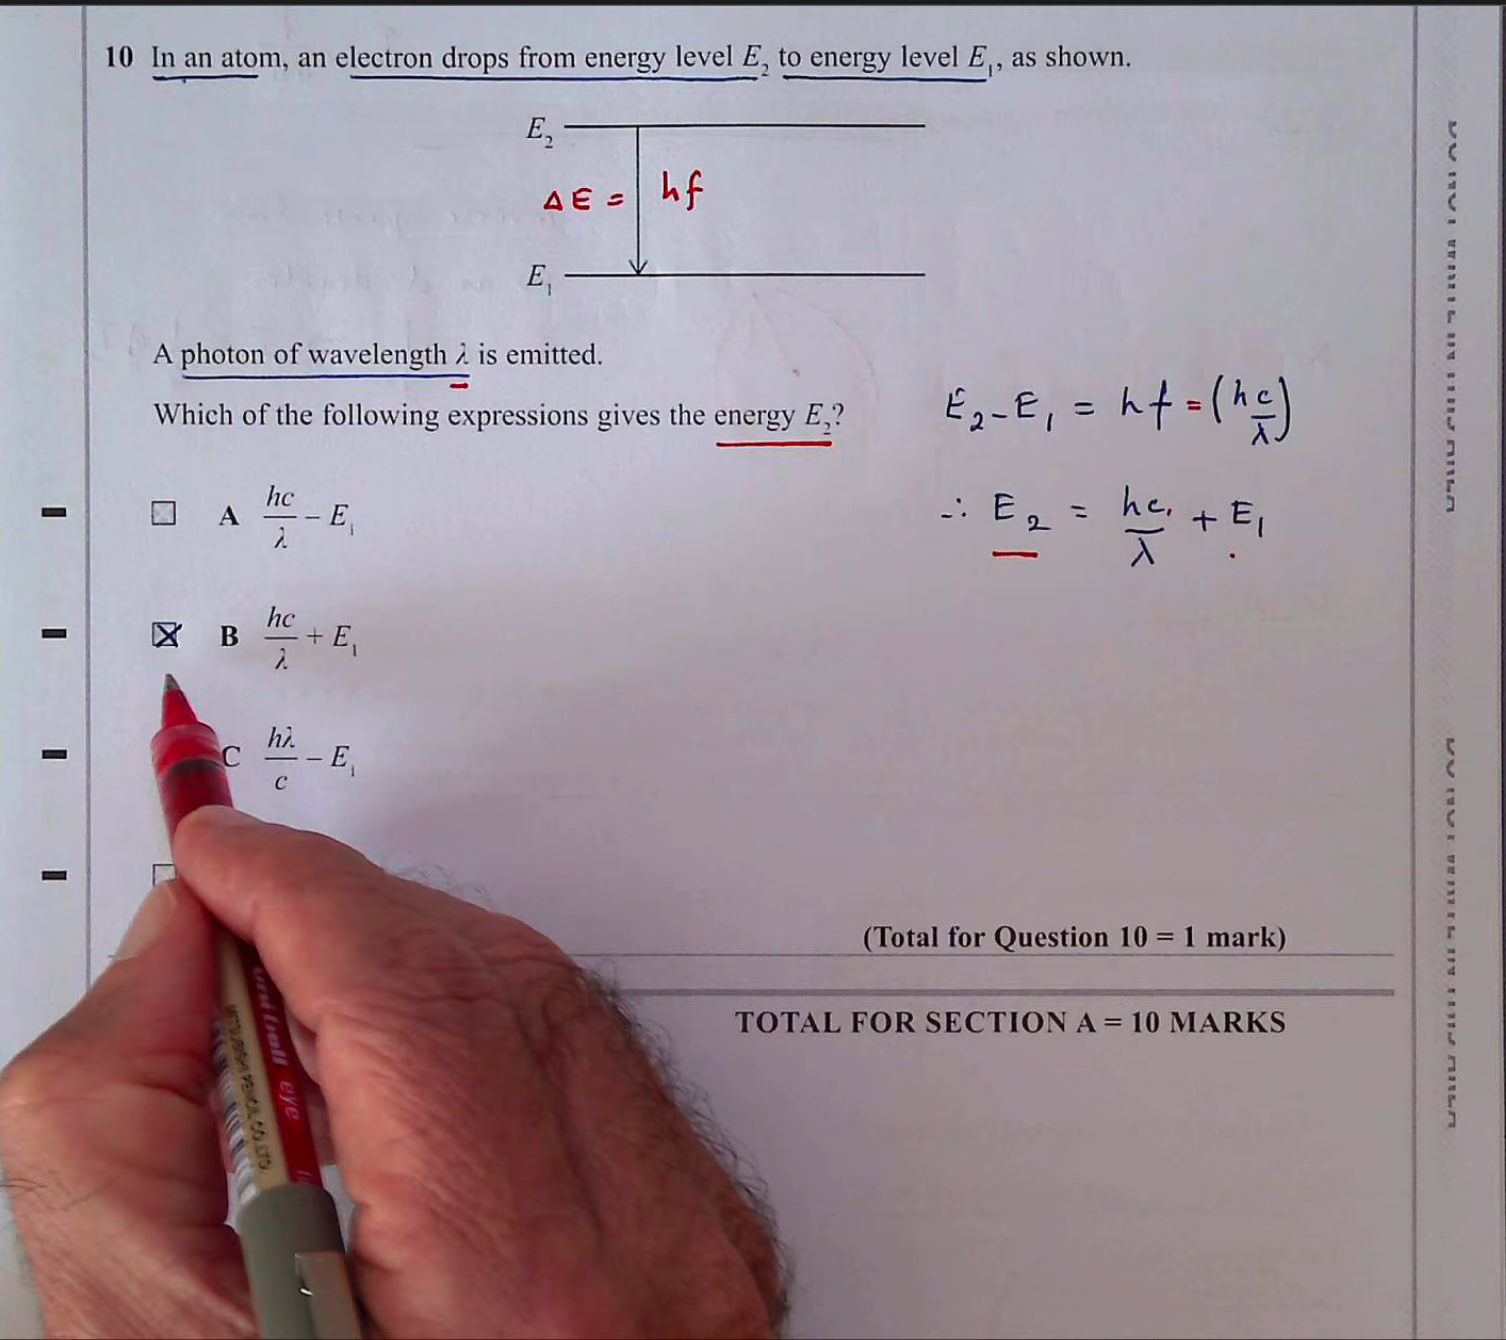 10 In an atom, an electron drops from energy level E₂ to energy level E₁, as shown.
E₂
ΔE = hf
E₁
A photon of wavelength λ is emitted.
Which of the following expressions gives the energy E₂?
E₂ - E₁ = hf = (hc/λ)
A hc/λ – E₁
∴ E₂ = hc/λ + E₁
B hc/λ + E₁
C hλ/c – E₁
(Total for Question 10 = 1 mark)
TOTAL FOR SECTION A = 10 MARKS
uni-ball eye